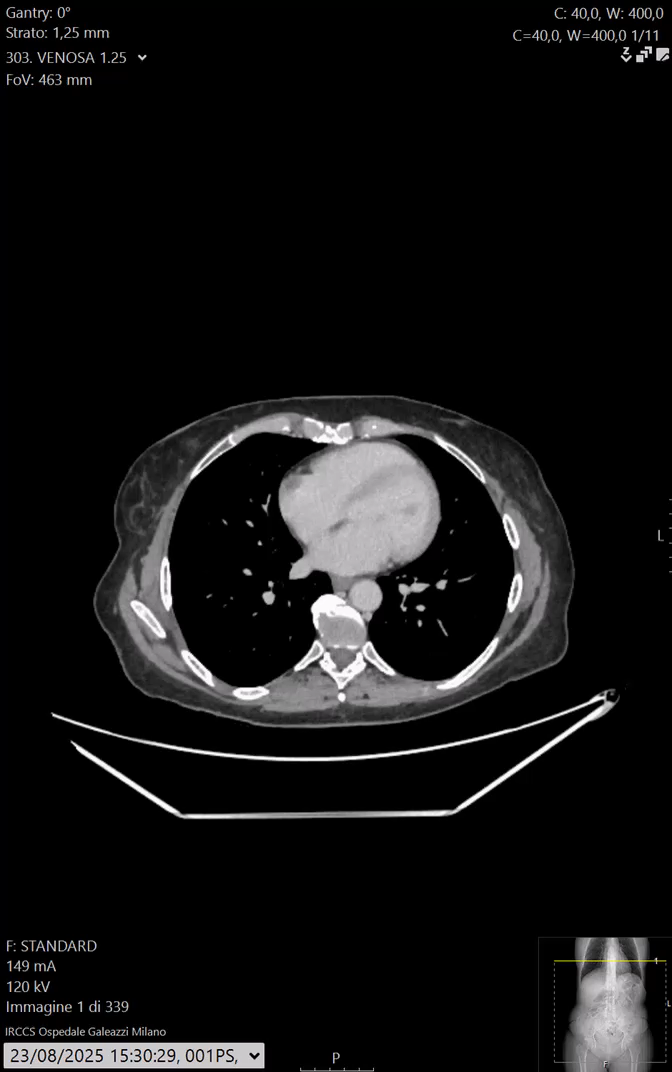 Gantry: 0°
C: 40,0, W: 400,0
Strato: 1,25 mm
C=40,0, W=400,0 1/11
303. VENOSA 1.25
Z
FoV: 463 mm
L
F: STANDARD
149 mA
120 kV
Immagine 1 di 339
IRCCS Ospedale Galeazzi Milano
23/08/2025 15:30:29, 001PS,
P
1
L
F